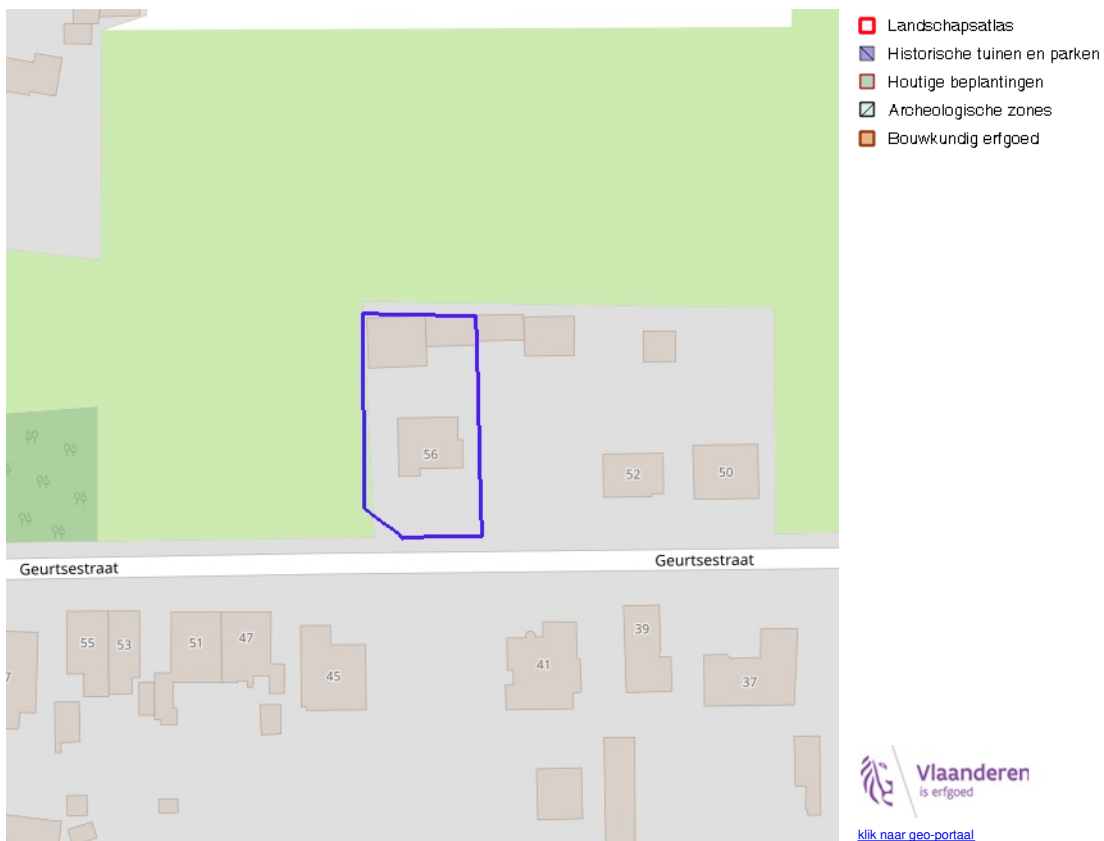 Landschapsatlas
Historische tuinen en parken
Houtige beplantingen
Archeologische zones
Bouwkundig erfgoed
56
52
50
Geurtsestraat
Geurtsestraat
55
53
51
47
45
41
39
37
7
Vlaanderen
is erfgoed
klik naar geo-portaal